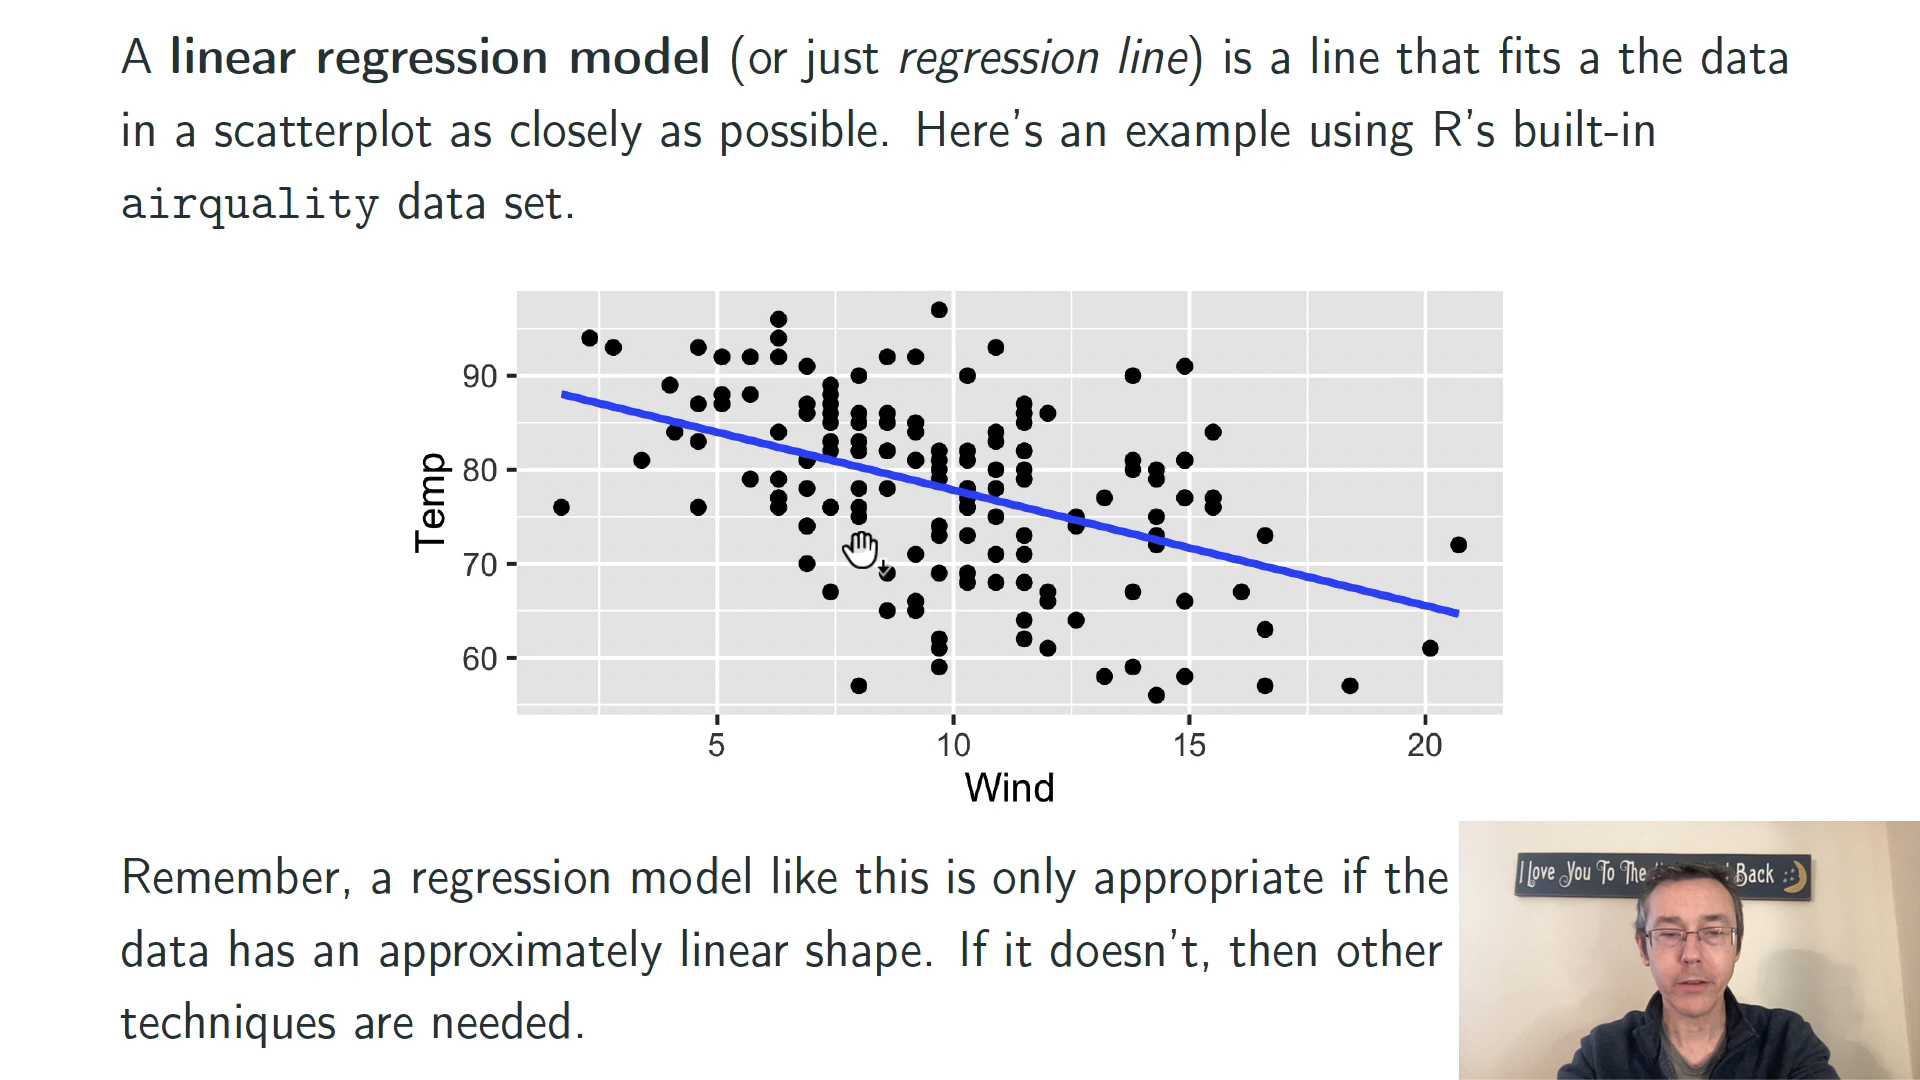 A linear regression model (or just regression line) is a line that fits a the data
in a scatterplot as closely as possible. Here's an example using R's built-in
airquality data set.
90
80
70
60
Temp
5 10 15 20
Wind
Remember, a regression model like this is only appropriate if the
data has an approximately linear shape. If it doesn't, then other
techniques are needed.
I Love You To The Back